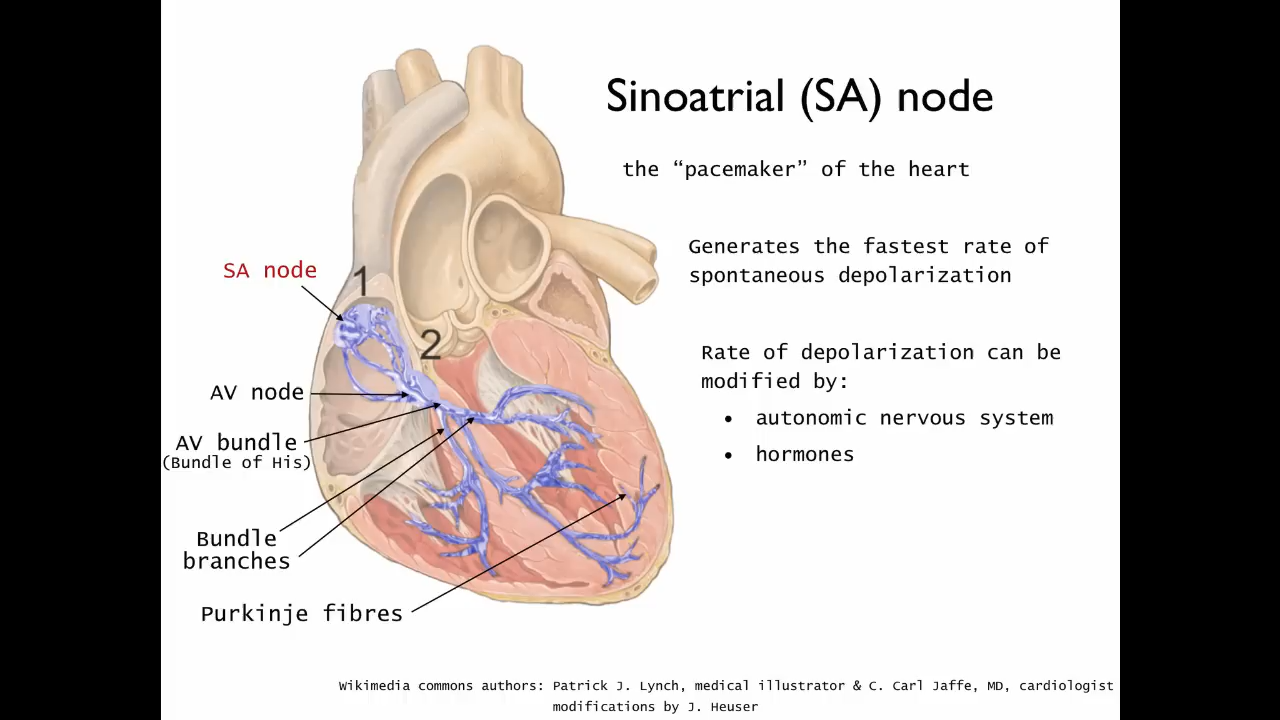 Sinoatrial (SA) node
the “pacemaker” of the heart
Generates the fastest rate of
spontaneous depolarization
Rate of depolarization can be
modified by:
• autonomic nervous system
• hormones
SA node
1
2
AV node
AV bundle
(Bundle of His)
Bundle
branches
Purkinje fibres
Wikimedia commons authors: Patrick J. Lynch, medical illustrator & C. Carl Jaffe, MD, cardiologist
modifications by J. Heuser